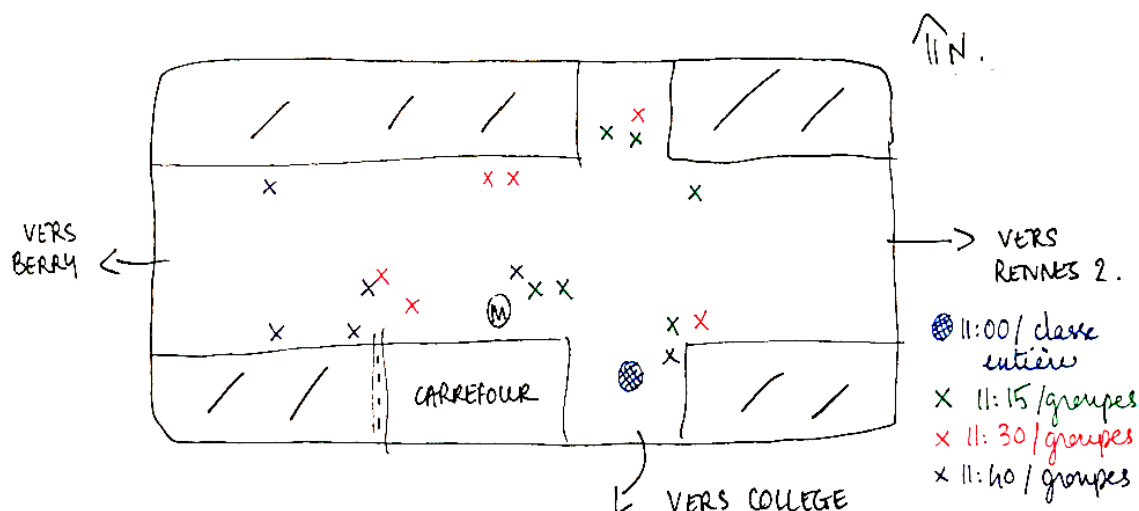 N.
VERS
BERRY
VERS
RENNES 2.
M
CARREFOUR
11:00/ classe
entière
x 11:15/groupes
x 11:30/groupes
x 11:40/groupes
VERS COLLEGE